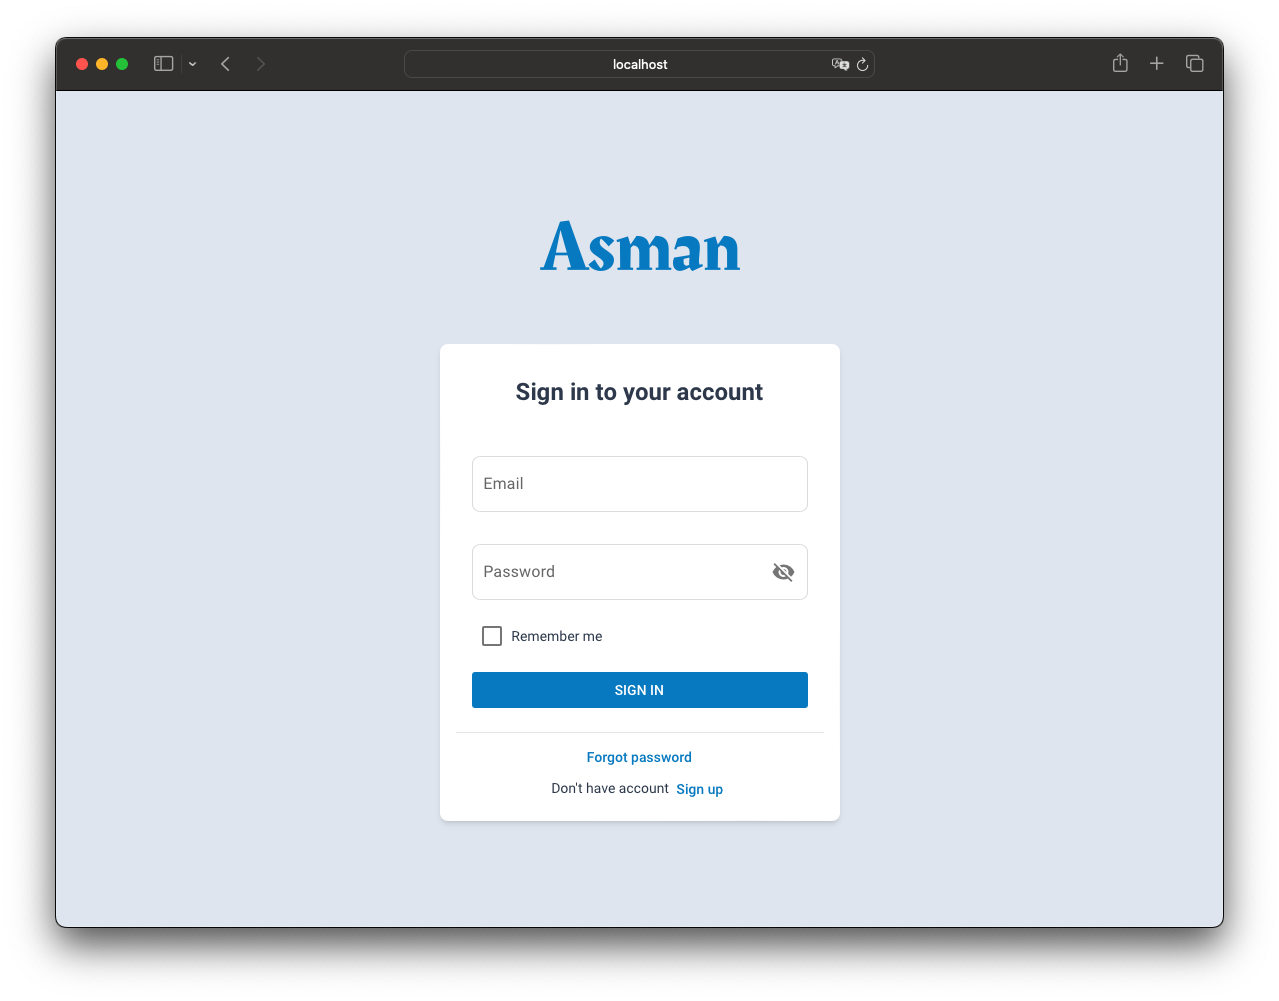 localhost
Asman
Sign in to your account
Email
Password
Remember me
SIGN IN
Forgot password
Don't have account Sign up